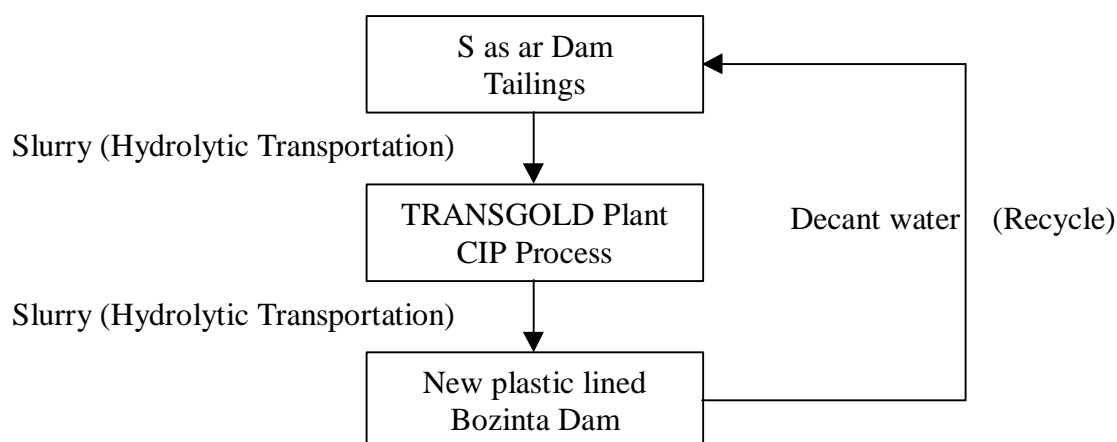 S as ar Dam
Tailings
Slurry (Hydrolytic Transportation)
TRANSGOLD Plant
CIP Process
Decant water (Recycle)
Slurry (Hydrolytic Transportation)
New plastic lined
Bozinta Dam